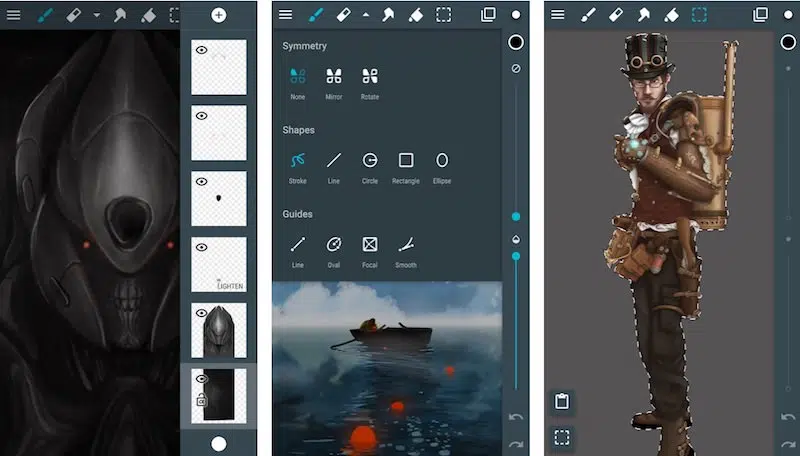 LIGHTEN
Symmetry
None Mirror Rotate
Shapes
Stroke Line Circle Rectangle Ellipse
Guides
Line Oval Focal Smooth